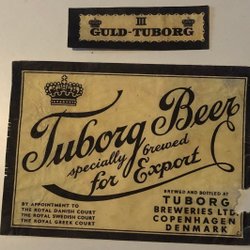 III
GULD-TUBORG
Tuborg Beer
specially brewed
for Export
BY APPOINTMENT TO
THE ROYAL DANISH COURT
THE ROYAL SWEDISH COURT
THE ROYAL GREEK COURT
BREWED AND BOTTLED AT
TUBORG
BREWERIES LTD
COPENHAGEN
DENMARK